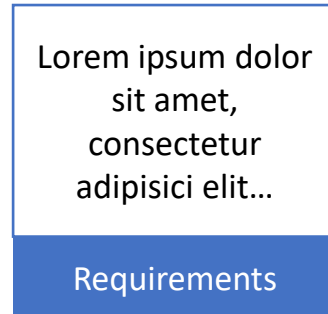 Lorem ipsum dolor
sit amet,
consectetur
adipisici elit...
Requirements